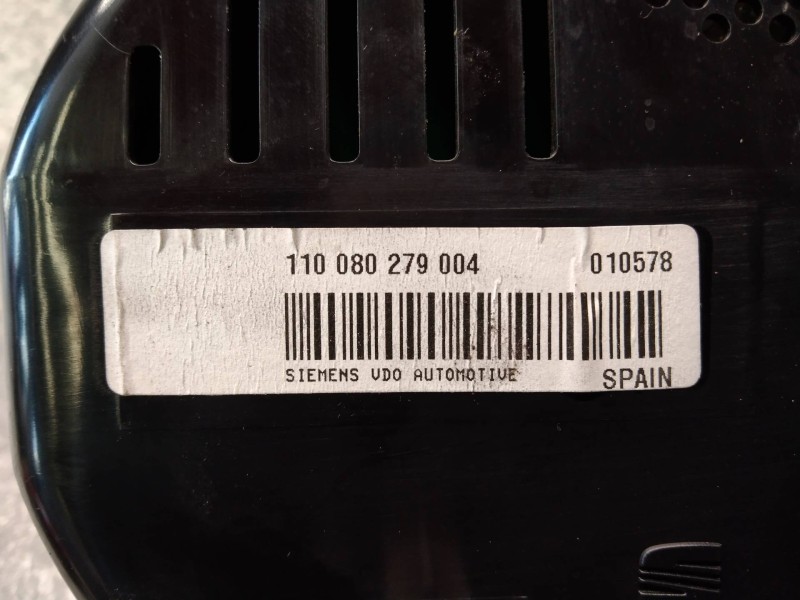 110 080 279 004 010578
SIEMENS VDO AUTOMOTIVE SPAIN